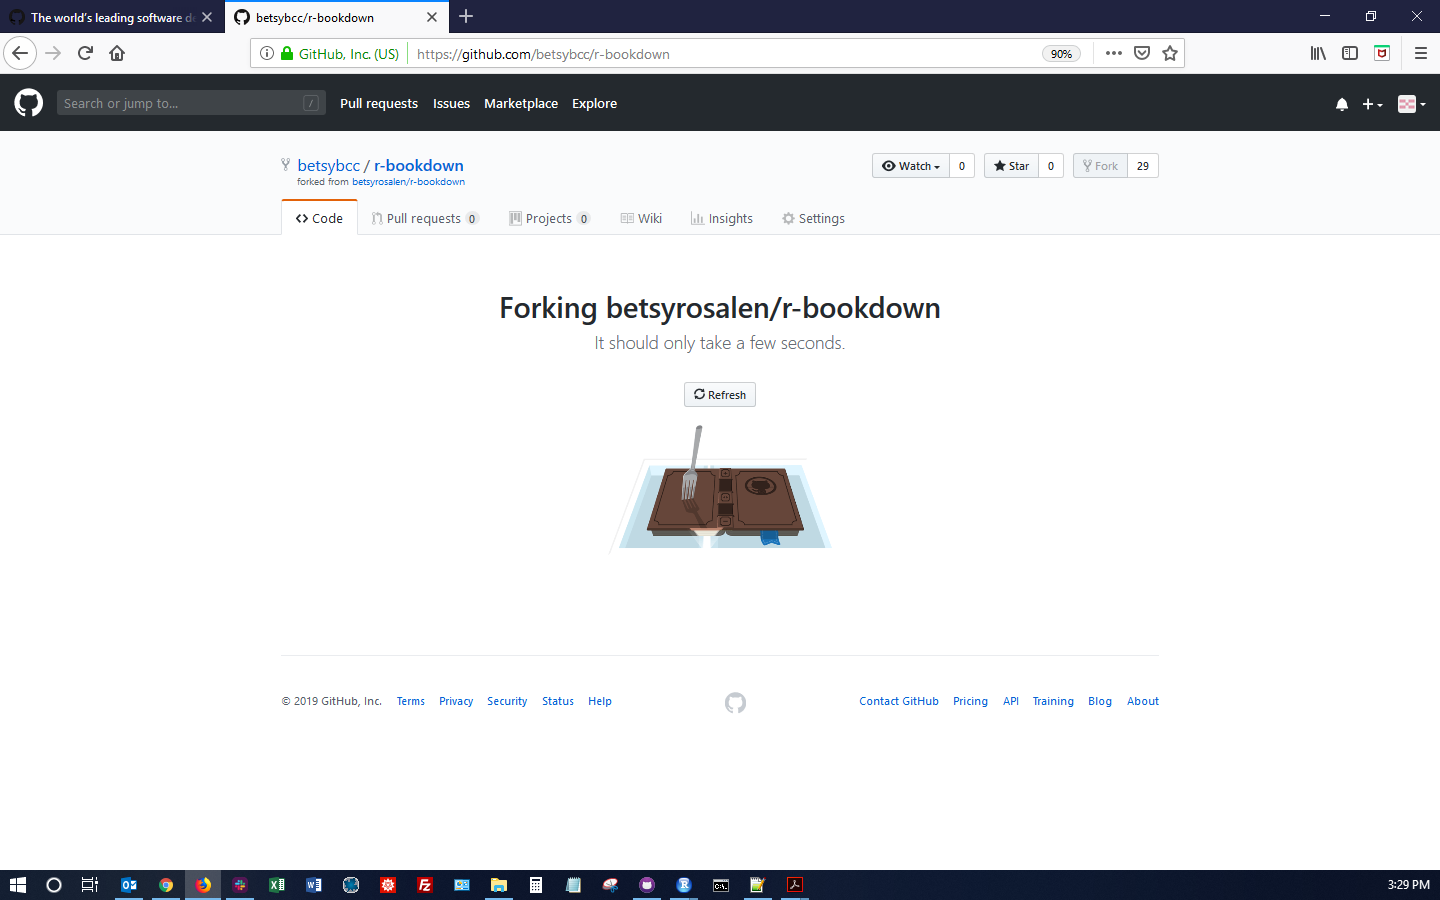 The world's leading software de
betsybcc/r-bookdown
GitHub, Inc. (US)
https://github.com/betsybcc/r-bookdown
90%
Search or jump to...
/
Pull requests
Issues
Marketplace
Explore
betsybcc / r-bookdown
forked from betsyrosalen/r-bookdown
Watch 0
Star 0
Fork 29
Code
Pull requests 0
Projects 0
Wiki
Insights
Settings
Forking betsyrosalen/r-bookdown
It should only take a few seconds.
Refresh
© 2019 GitHub, Inc. Terms Privacy Security Status Help
Contact GitHub Pricing API Training Blog About
3:29 PM